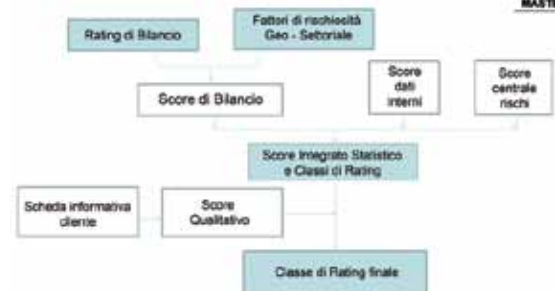 MASTE
Rating di Bilancio
Fattori di rischiosità
Geo - Settoriale
Score di Bilancio
Score
dati
interni
Score
centrale
rischi
Score Integrato Statistico
e Classi di Rating
Scheda informativa
cliente
Score
Qualitativo
Classe di Rating finale